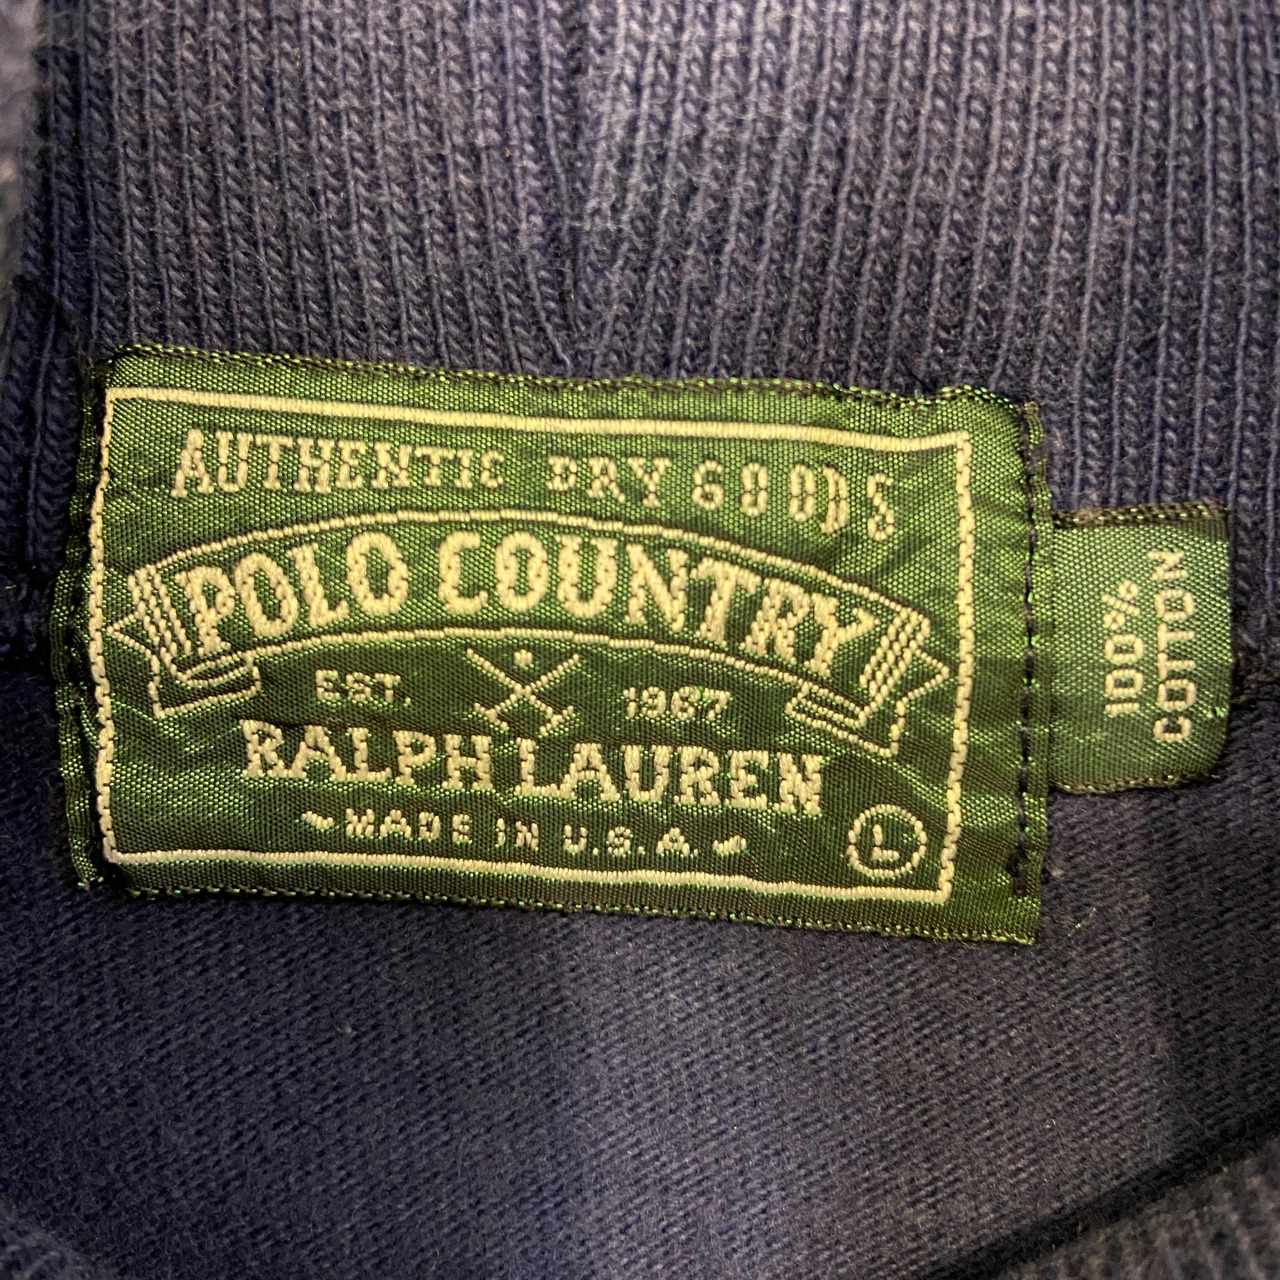 AUTHENTIC DRY GOODS
POLO COUNTRY
EST. 1967
RALPH LAUREN
~MADE IN U.S.A.~
L
100%
COTTON